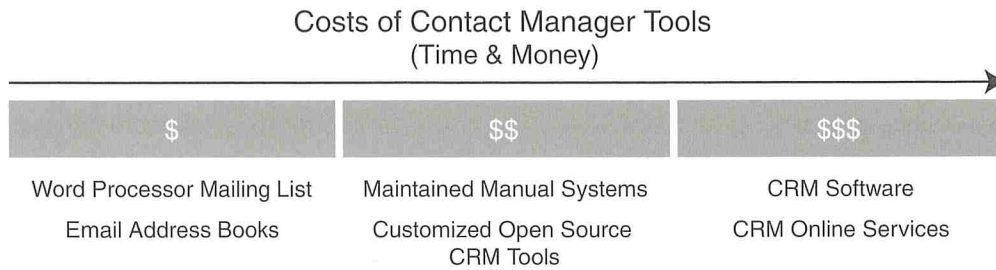 Costs of Contact Manager Tools
(Time & Money)
$
$$
$$$
Word Processor Mailing List
Email Address Books
Maintained Manual Systems
Customized Open Source
CRM Tools
CRM Software
CRM Online Services